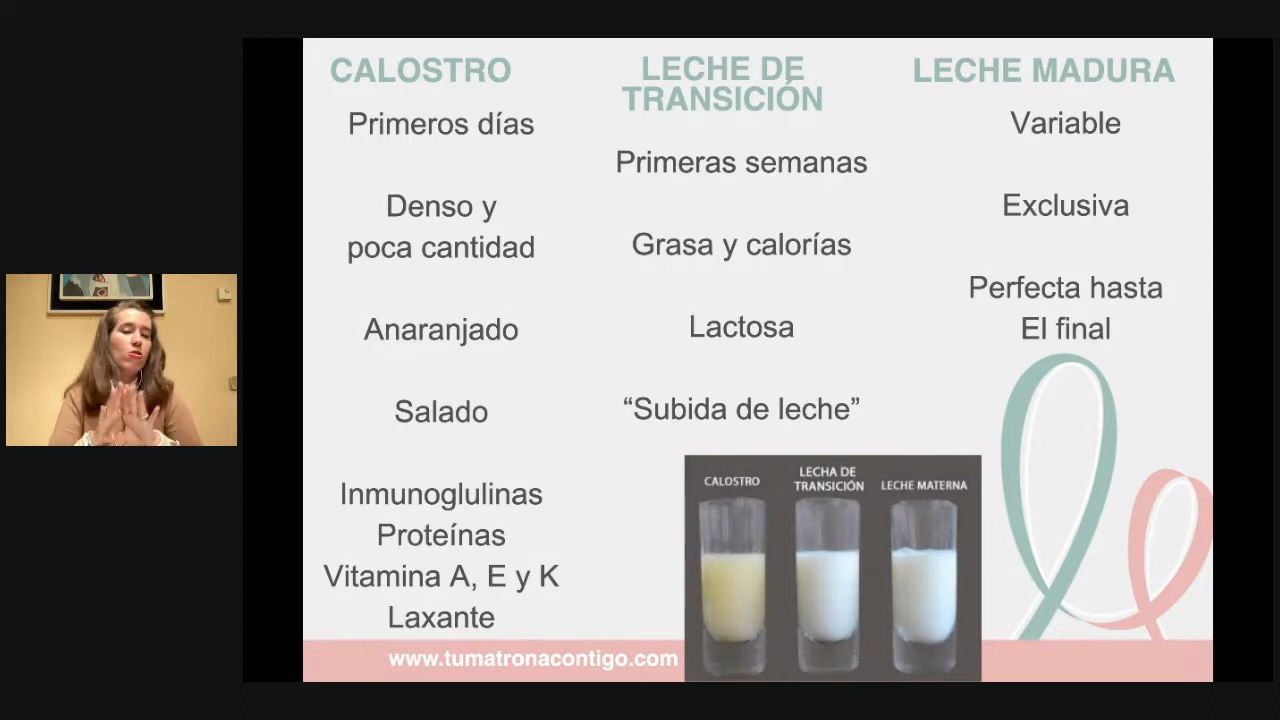 CALOSTRO
Primeros días
Denso y
poca cantidad
Anaranjado
Salado
Inmunoglulinas
Proteínas
Vitamina A, E y K
Laxante
LECHE DE
TRANSICIÓN
Primeras semanas
Grasa y calorías
Lactosa
“Subida de leche”
LECHE MADURA
Variable
Exclusiva
Perfecta hasta
El final
CALOSTRO
LECHA DE
TRANSICIÓN
LECHE MATERNA
www.tumatronacontigo.com